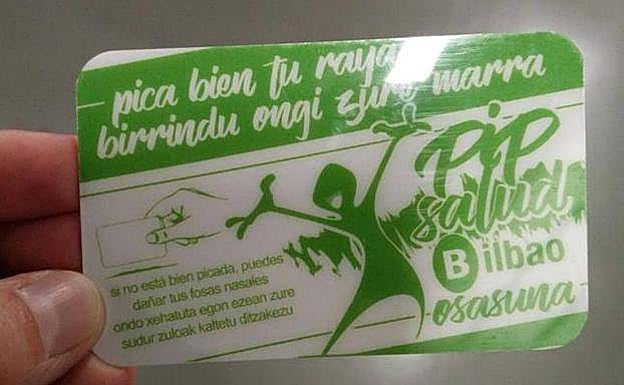 pica bien tu raya
birrindu ongi zure marra
PiP
salud
Bilbao
osasuna
si no está bien picada, puedes
dañar tus fosas nasales
ondo xehatuta egon ezean zure
sudur zuloak kaltetu ditzakezu